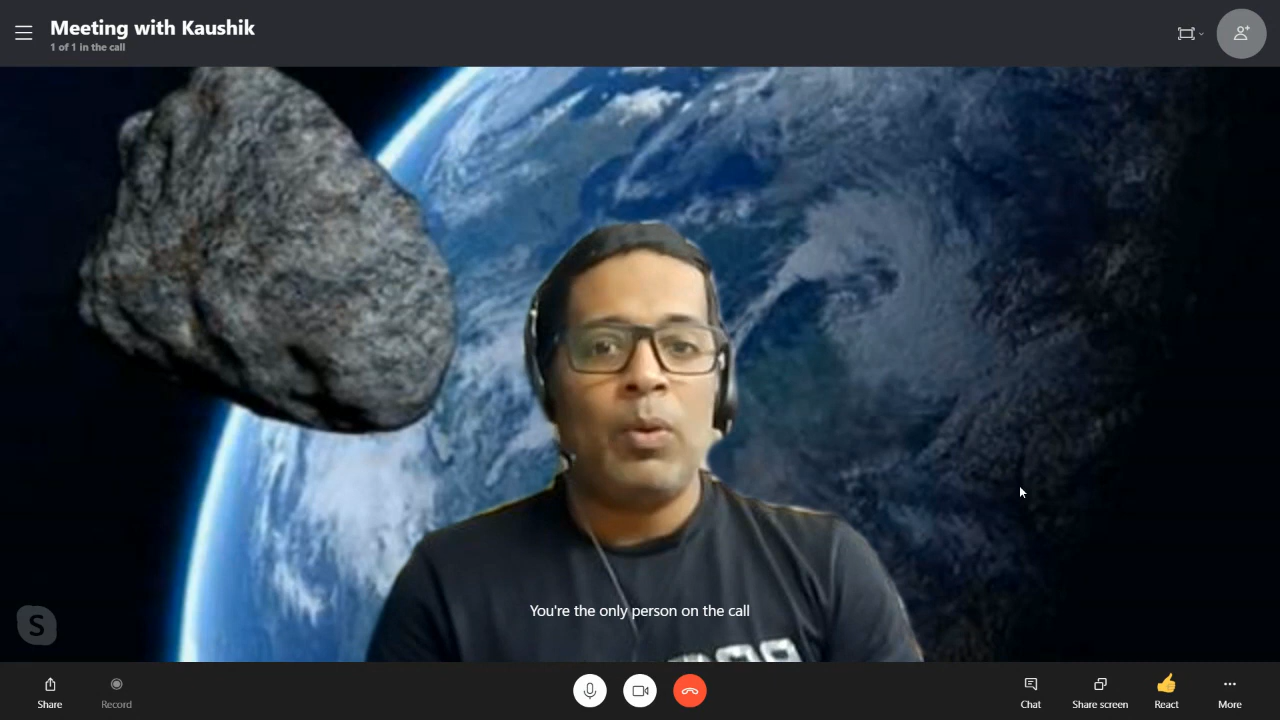 Meeting with Kaushik
1 of 1 in the call
You're the only person on the call
S
Share
Record
Chat
Share screen
React
More